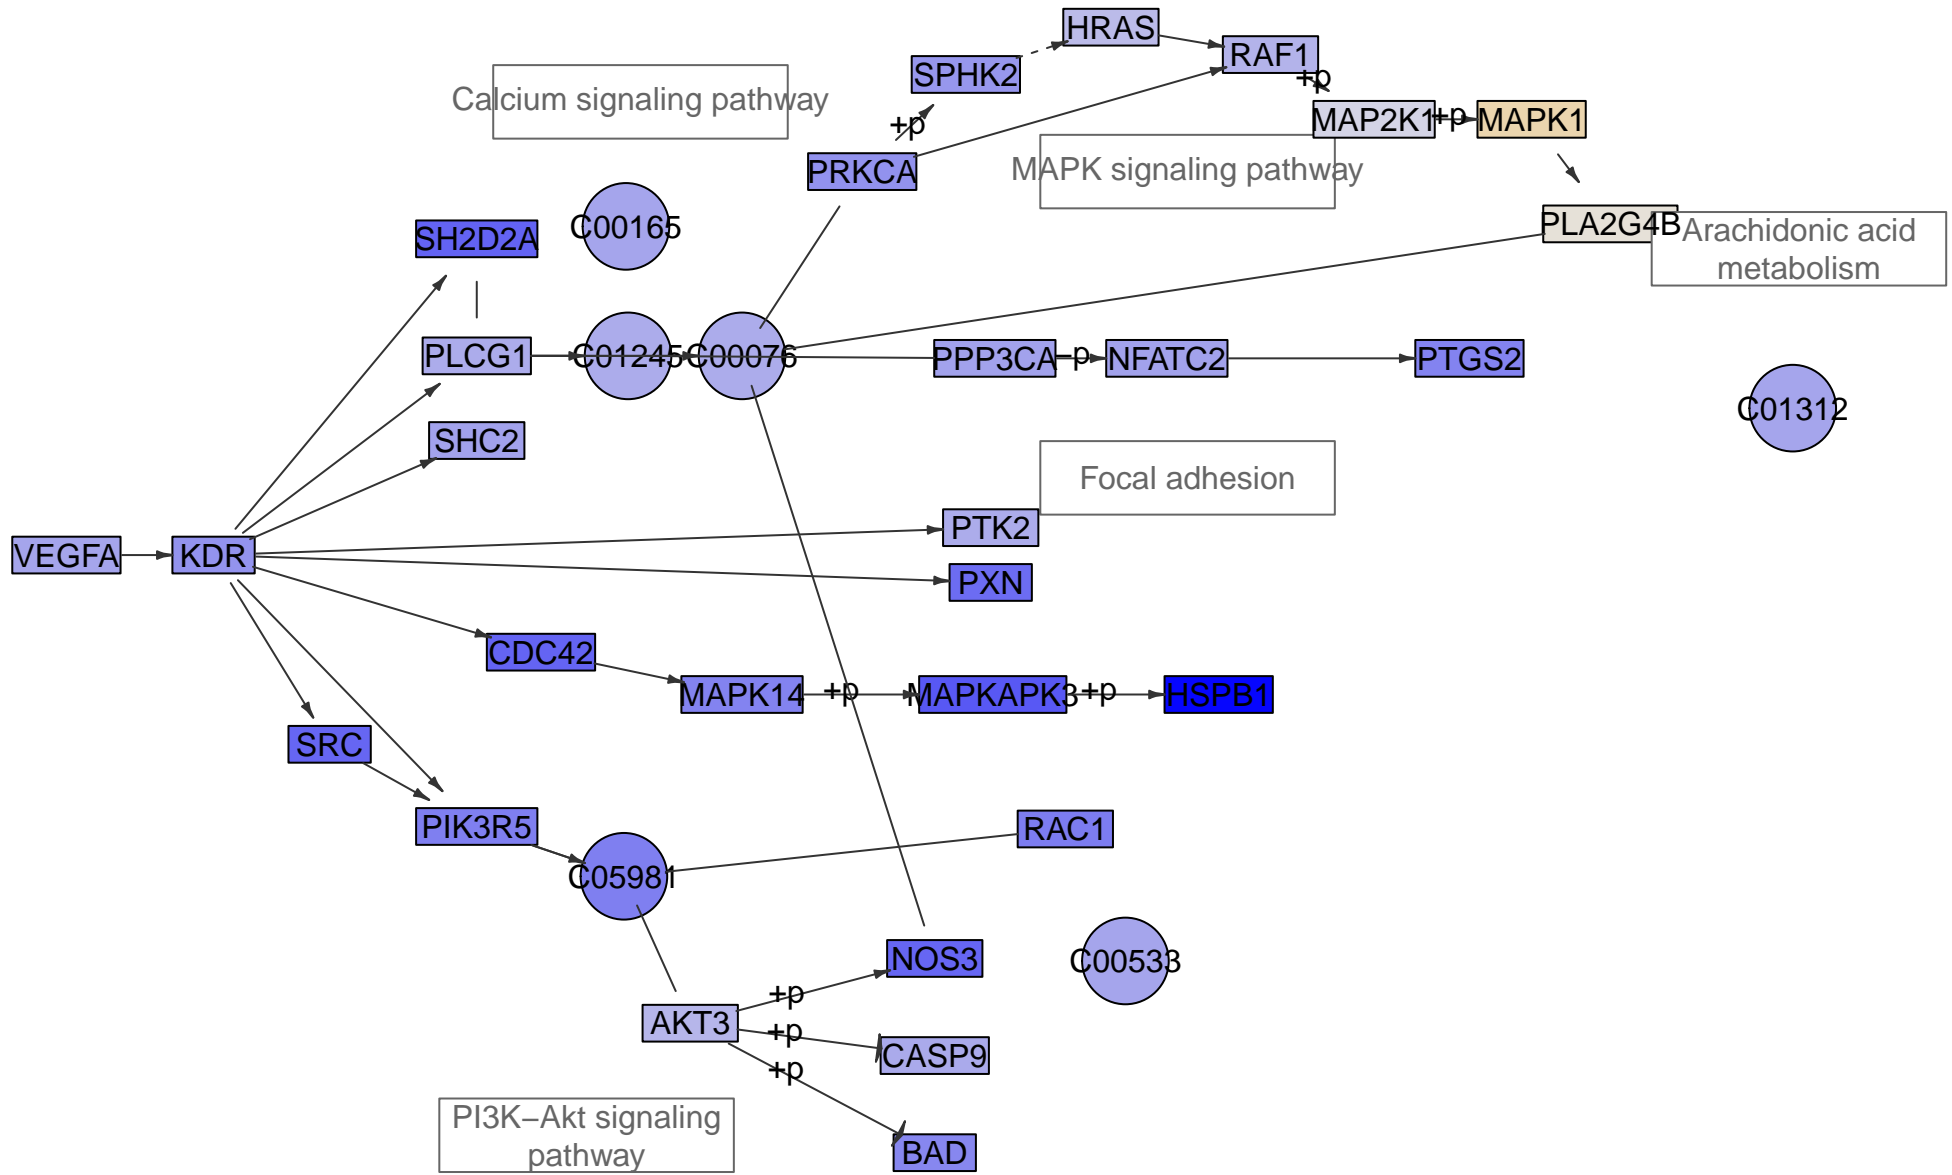 HRAS
RAF1
SPHK2
+p
Calcium signaling pathway
MAP2K1
+p
MAPK1
+p
PRKCA
MAPK signaling pathway
C00165
SH2D2A
PLA2G4B
Arachidonic acid
metabolism
PLCG1
C01245
C00076
PPP3CA
−p
NFATC2
PTGS2
C01312
SHC2
Focal adhesion
PTK2
VEGFA
KDR
PXN
CDC42
MAPK14
+p
MAPKAPK3
+p
HSPB1
SRC
PIK3R5
RAC1
C05981
NOS3
C00533
+p
AKT3
+p
CASP9
+p
PI3K−Akt signaling
pathway
BAD